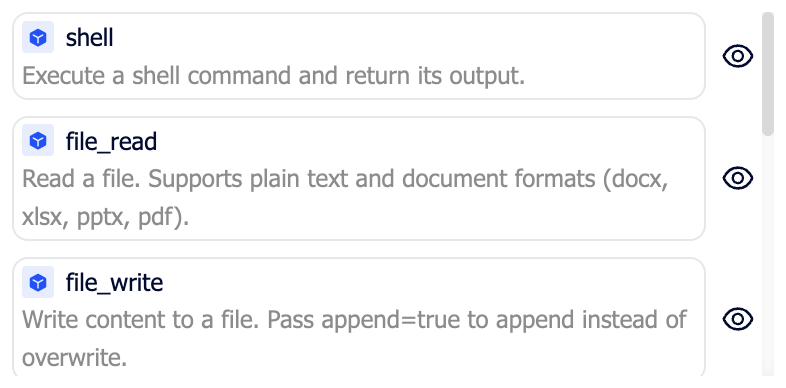 shell
Execute a shell command and return its output.
file_read
Read a file. Supports plain text and document formats (docx,
xlsx, pptx, pdf).
file_write
Write content to a file. Pass append=true to append instead of
overwrite.